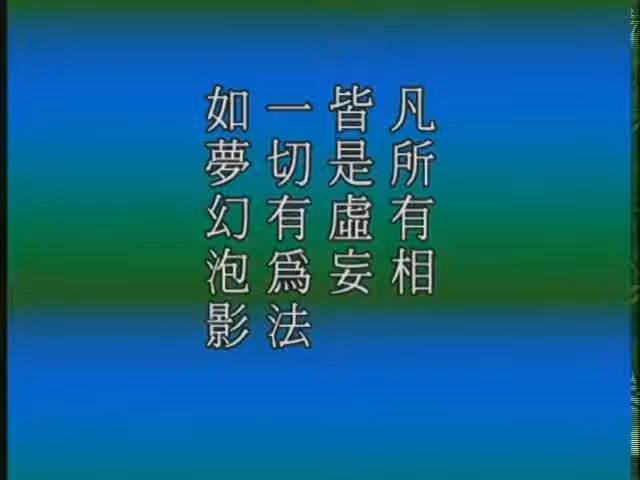 凡所有相
皆是虛妄
一切有爲法
如夢幻泡影